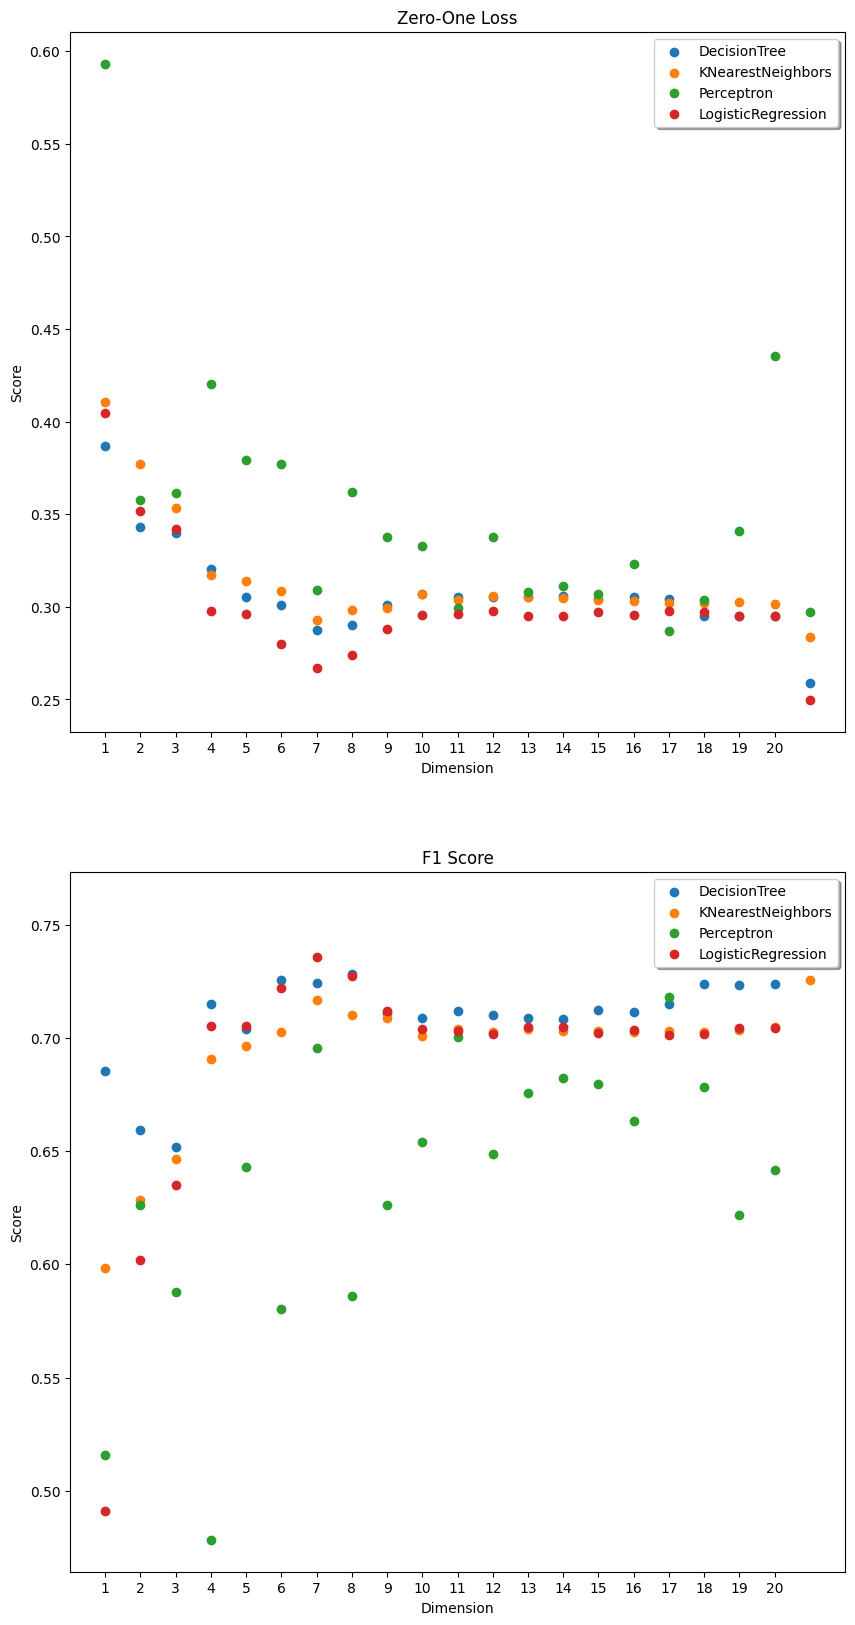 Zero-One Loss
DecisionTree
KNearestNeighbors
Perceptron
LogisticRegression
0.60
0.55
0.50
0.45
0.40
0.35
0.30
0.25
Score
1 2 3 4 5 6 7 8 9 10 11 12 13 14 15 16 17 18 19 20
Dimension
F1 Score
DecisionTree
KNearestNeighbors
Perceptron
LogisticRegression
0.75
0.70
0.65
0.60
0.55
0.50
Score
1 2 3 4 5 6 7 8 9 10 11 12 13 14 15 16 17 18 19 20
Dimension